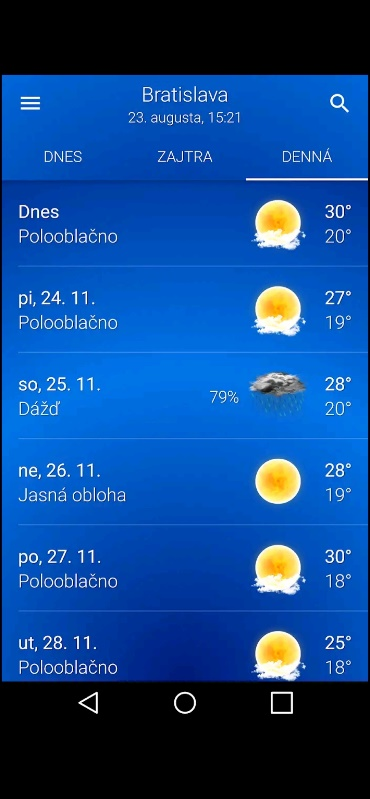 Bratislava
23. augusta, 15:21
DNES
ZAJTRA
DENNÁ
Dnes
Polooblačno
30°
20°
pi, 24. 11.
Polooblačno
27°
19°
so, 25. 11.
Dážď
79%
28°
20°
ne, 26. 11.
Jasná obloha
28°
19°
po, 27. 11.
Polooblačno
30°
18°
ut, 28. 11.
Polooblačno
25°
18°